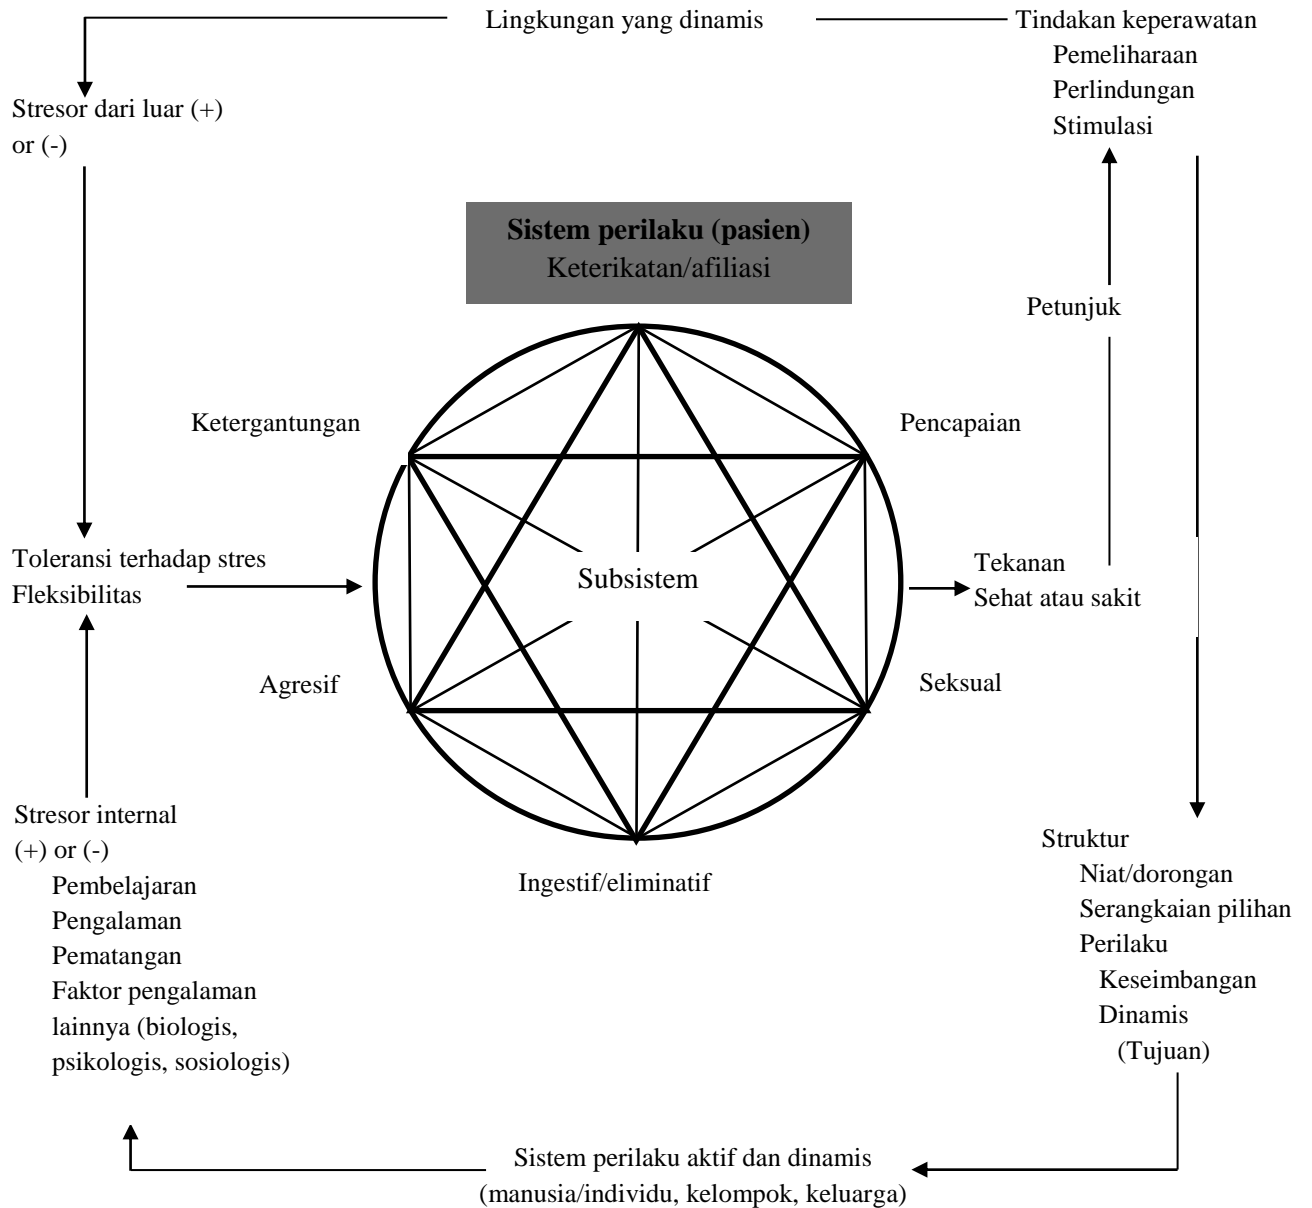 Lingkungan yang dinamis
Tindakan keperawatan
Pemeliharaan
Perlindungan
Stimulasi
Stresor dari luar (+)
or (-)
Sistem perilaku (pasien)
Keterikatan/afiliasi
Petunjuk
Ketergantungan
Pencapaian
Toleransi terhadap stres
Fleksibilitas
Subsistem
Tekanan
Sehat atau sakit
Agresif
Seksual
Stresor internal
(+) or (-)
Pembelajaran
Pengalaman
Pematangan
Faktor pengalaman
lainnya (biologis,
psikologis, sosiologis)
Ingestif/eliminatif
Struktur
Niat/dorongan
Serangkaian pilihan
Perilaku
Keseimbangan
Dinamis
(Tujuan)
Sistem perilaku aktif dan dinamis
(manusia/individu, kelompok, keluarga)